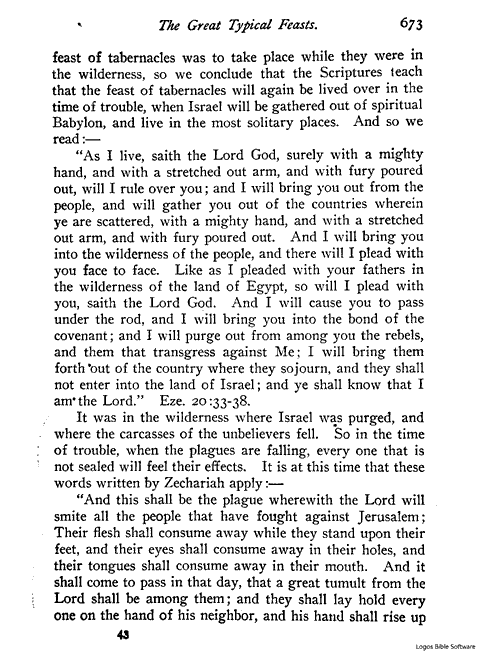 The Great Typical Feasts. 673
feast of tabernacles was to take place while they were in
the wilderness, so we conclude that the Scriptures teach
that the feast of tabernacles will again be lived over in the
time of trouble, when Israel will be gathered out of spiritual
Babylon, and live in the most solitary places. And so we
read:—
"As I live, saith the Lord God, surely with a mighty
hand, and with a stretched out arm, and with fury poured
out, will I rule over you; and I will bring you out from the
people, and will gather you out of the countries wherein
ye are scattered, with a mighty hand, and with a stretched
out arm, and with fury poured out. And I will bring you
into the wilderness of the people, and there will I plead with
you face to face. Like as I pleaded with your fathers in
the wilderness of the land of Egypt, so will I plead with
you, saith the Lord God. And I will cause you to pass
under the rod, and I will bring you into the bond of the
covenant; and I will purge out from among you the rebels,
and them that transgress against Me; I will bring them
forth out of the country where they sojourn, and they shall
not enter into the land of Israel; and ye shall know that I
am the Lord." Eze. 20:33-38.
It was in the wilderness where Israel was purged, and
where the carcasses of the unbelievers fell. So in the time
of trouble, when the plagues are falling, every one that is
not sealed will feel their effects. It is at this time that these
words written by Zechariah apply:—
"And this shall be the plague wherewith the Lord will
smite all the people that have fought against Jerusalem;
Their flesh shall consume away while they stand upon their
feet, and their eyes shall consume away in their holes, and
their tongues shall consume away in their mouth. And it
shall come to pass in that day, that a great tumult from the
Lord shall be among them; and they shall lay hold every
one on the hand of his neighbor, and his hand shall rise up
43
Logos Bible Software